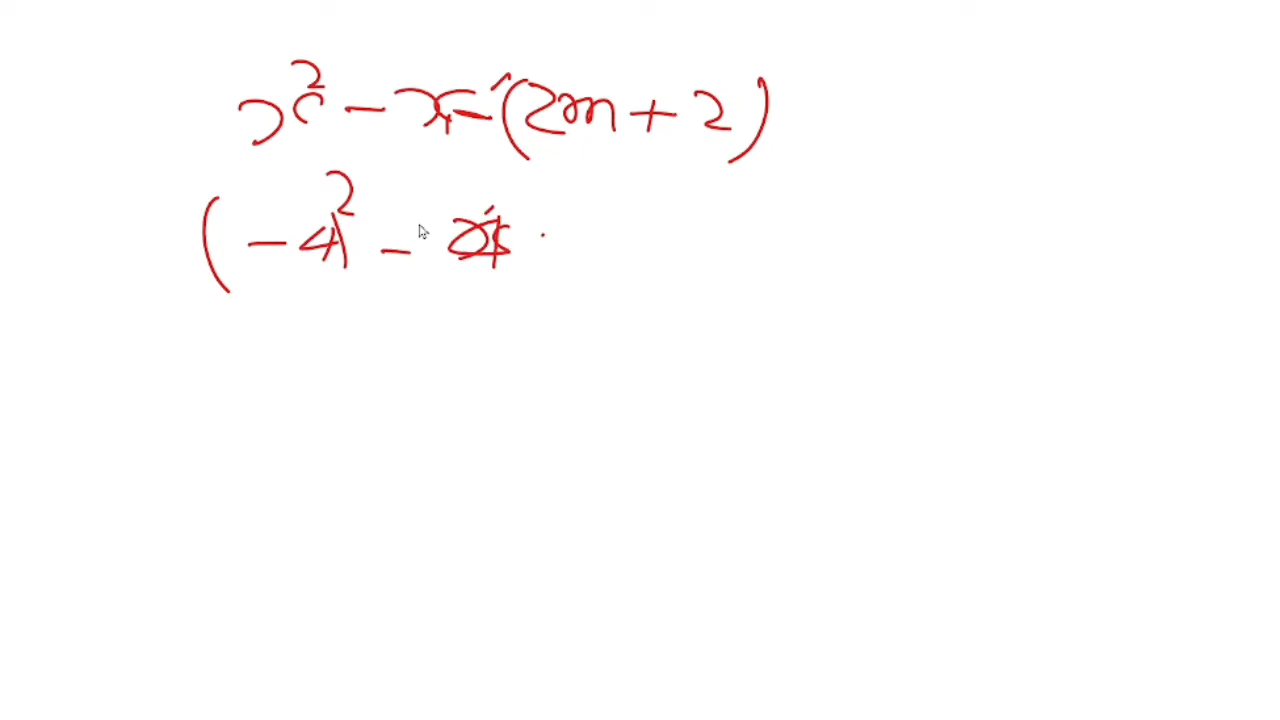 x² - x - (2m + 2)
(-4)² -